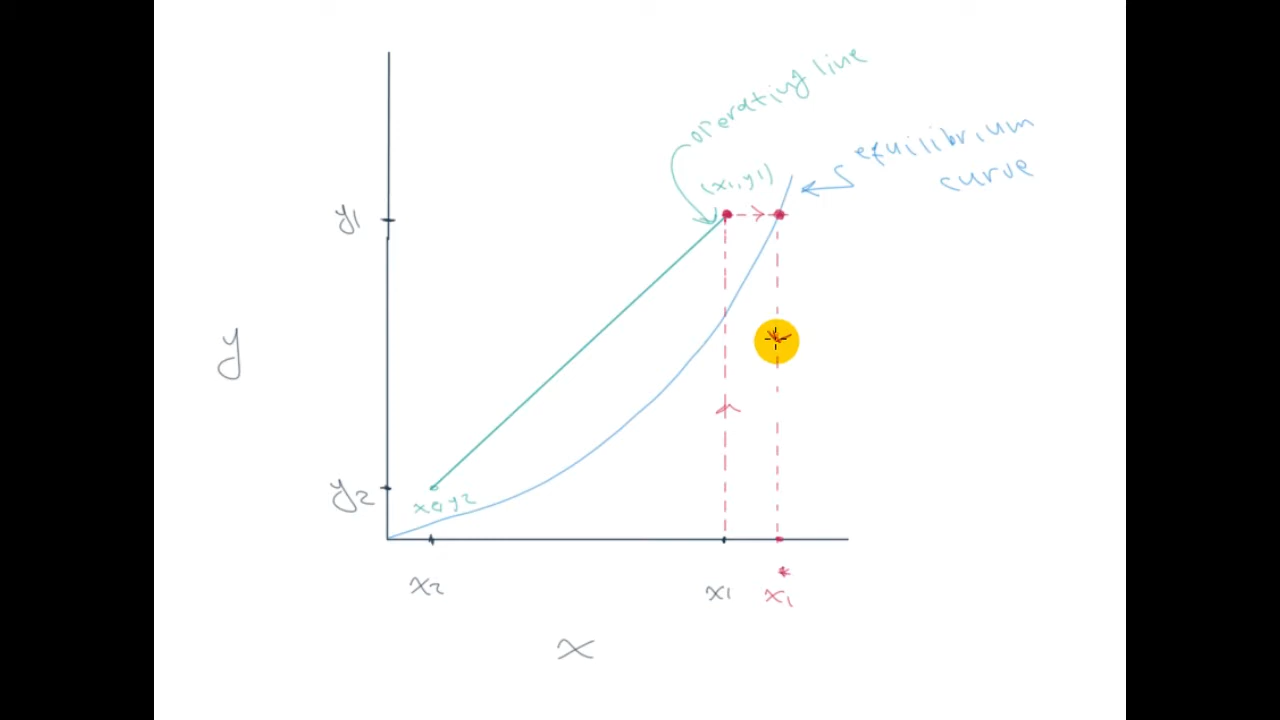 operating line
equilibrium
curve
(x1, y1)
y1
y
y2
x2, y2
x2
x1
x1*
x